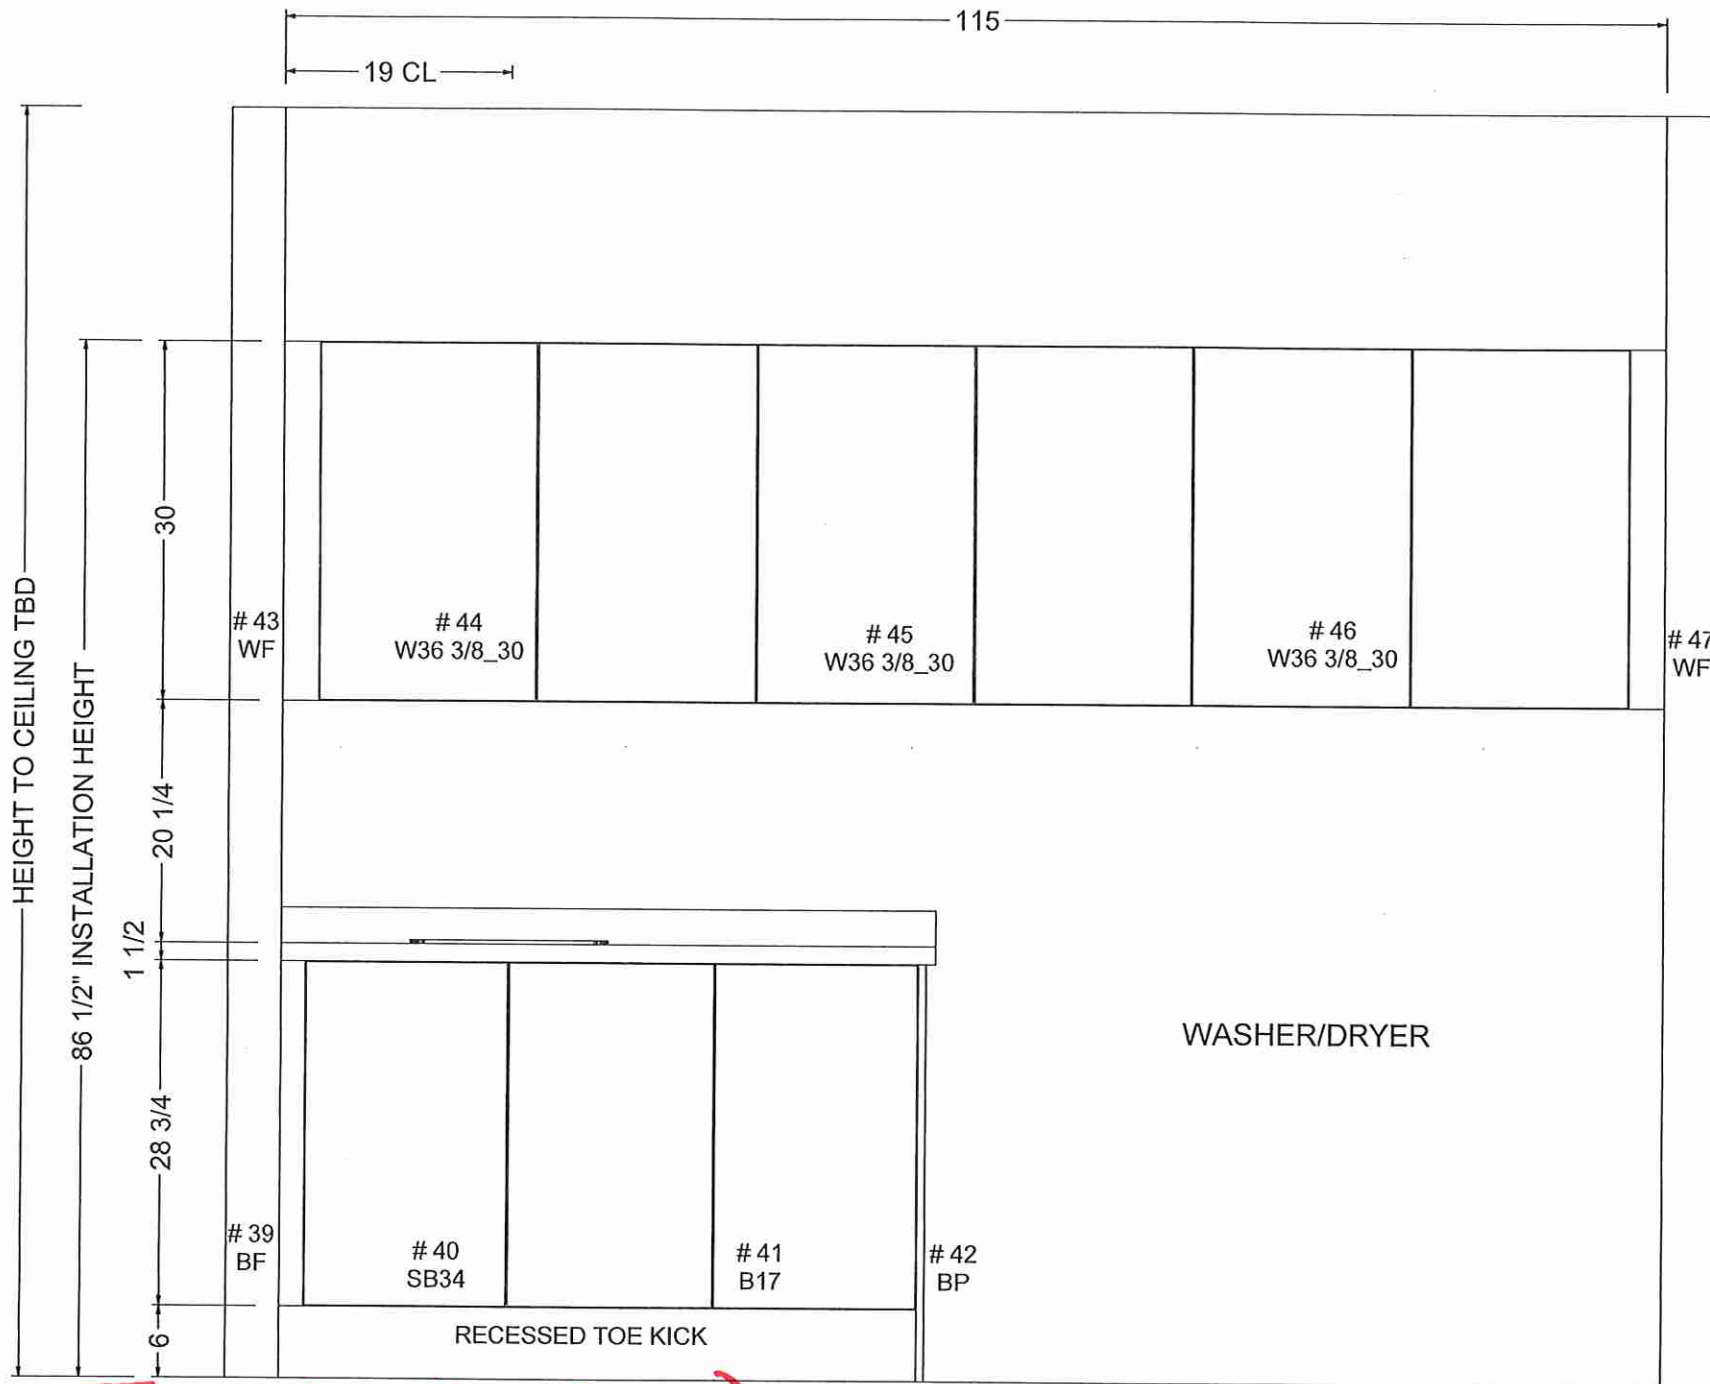 115
19 CL
HEIGHT TO CEILING TBD
86 1/2" INSTALLATION HEIGHT
30
# 43
WF
# 44
W36 3/8_30
# 45
W36 3/8_30
# 46
W36 3/8_30
# 47
WF
20 1/4
1 1/2
28 3/4
WASHER/DRYER
# 39
BF
# 40
SB34
# 41
B17
# 42
BP
6
RECESSED TOE KICK